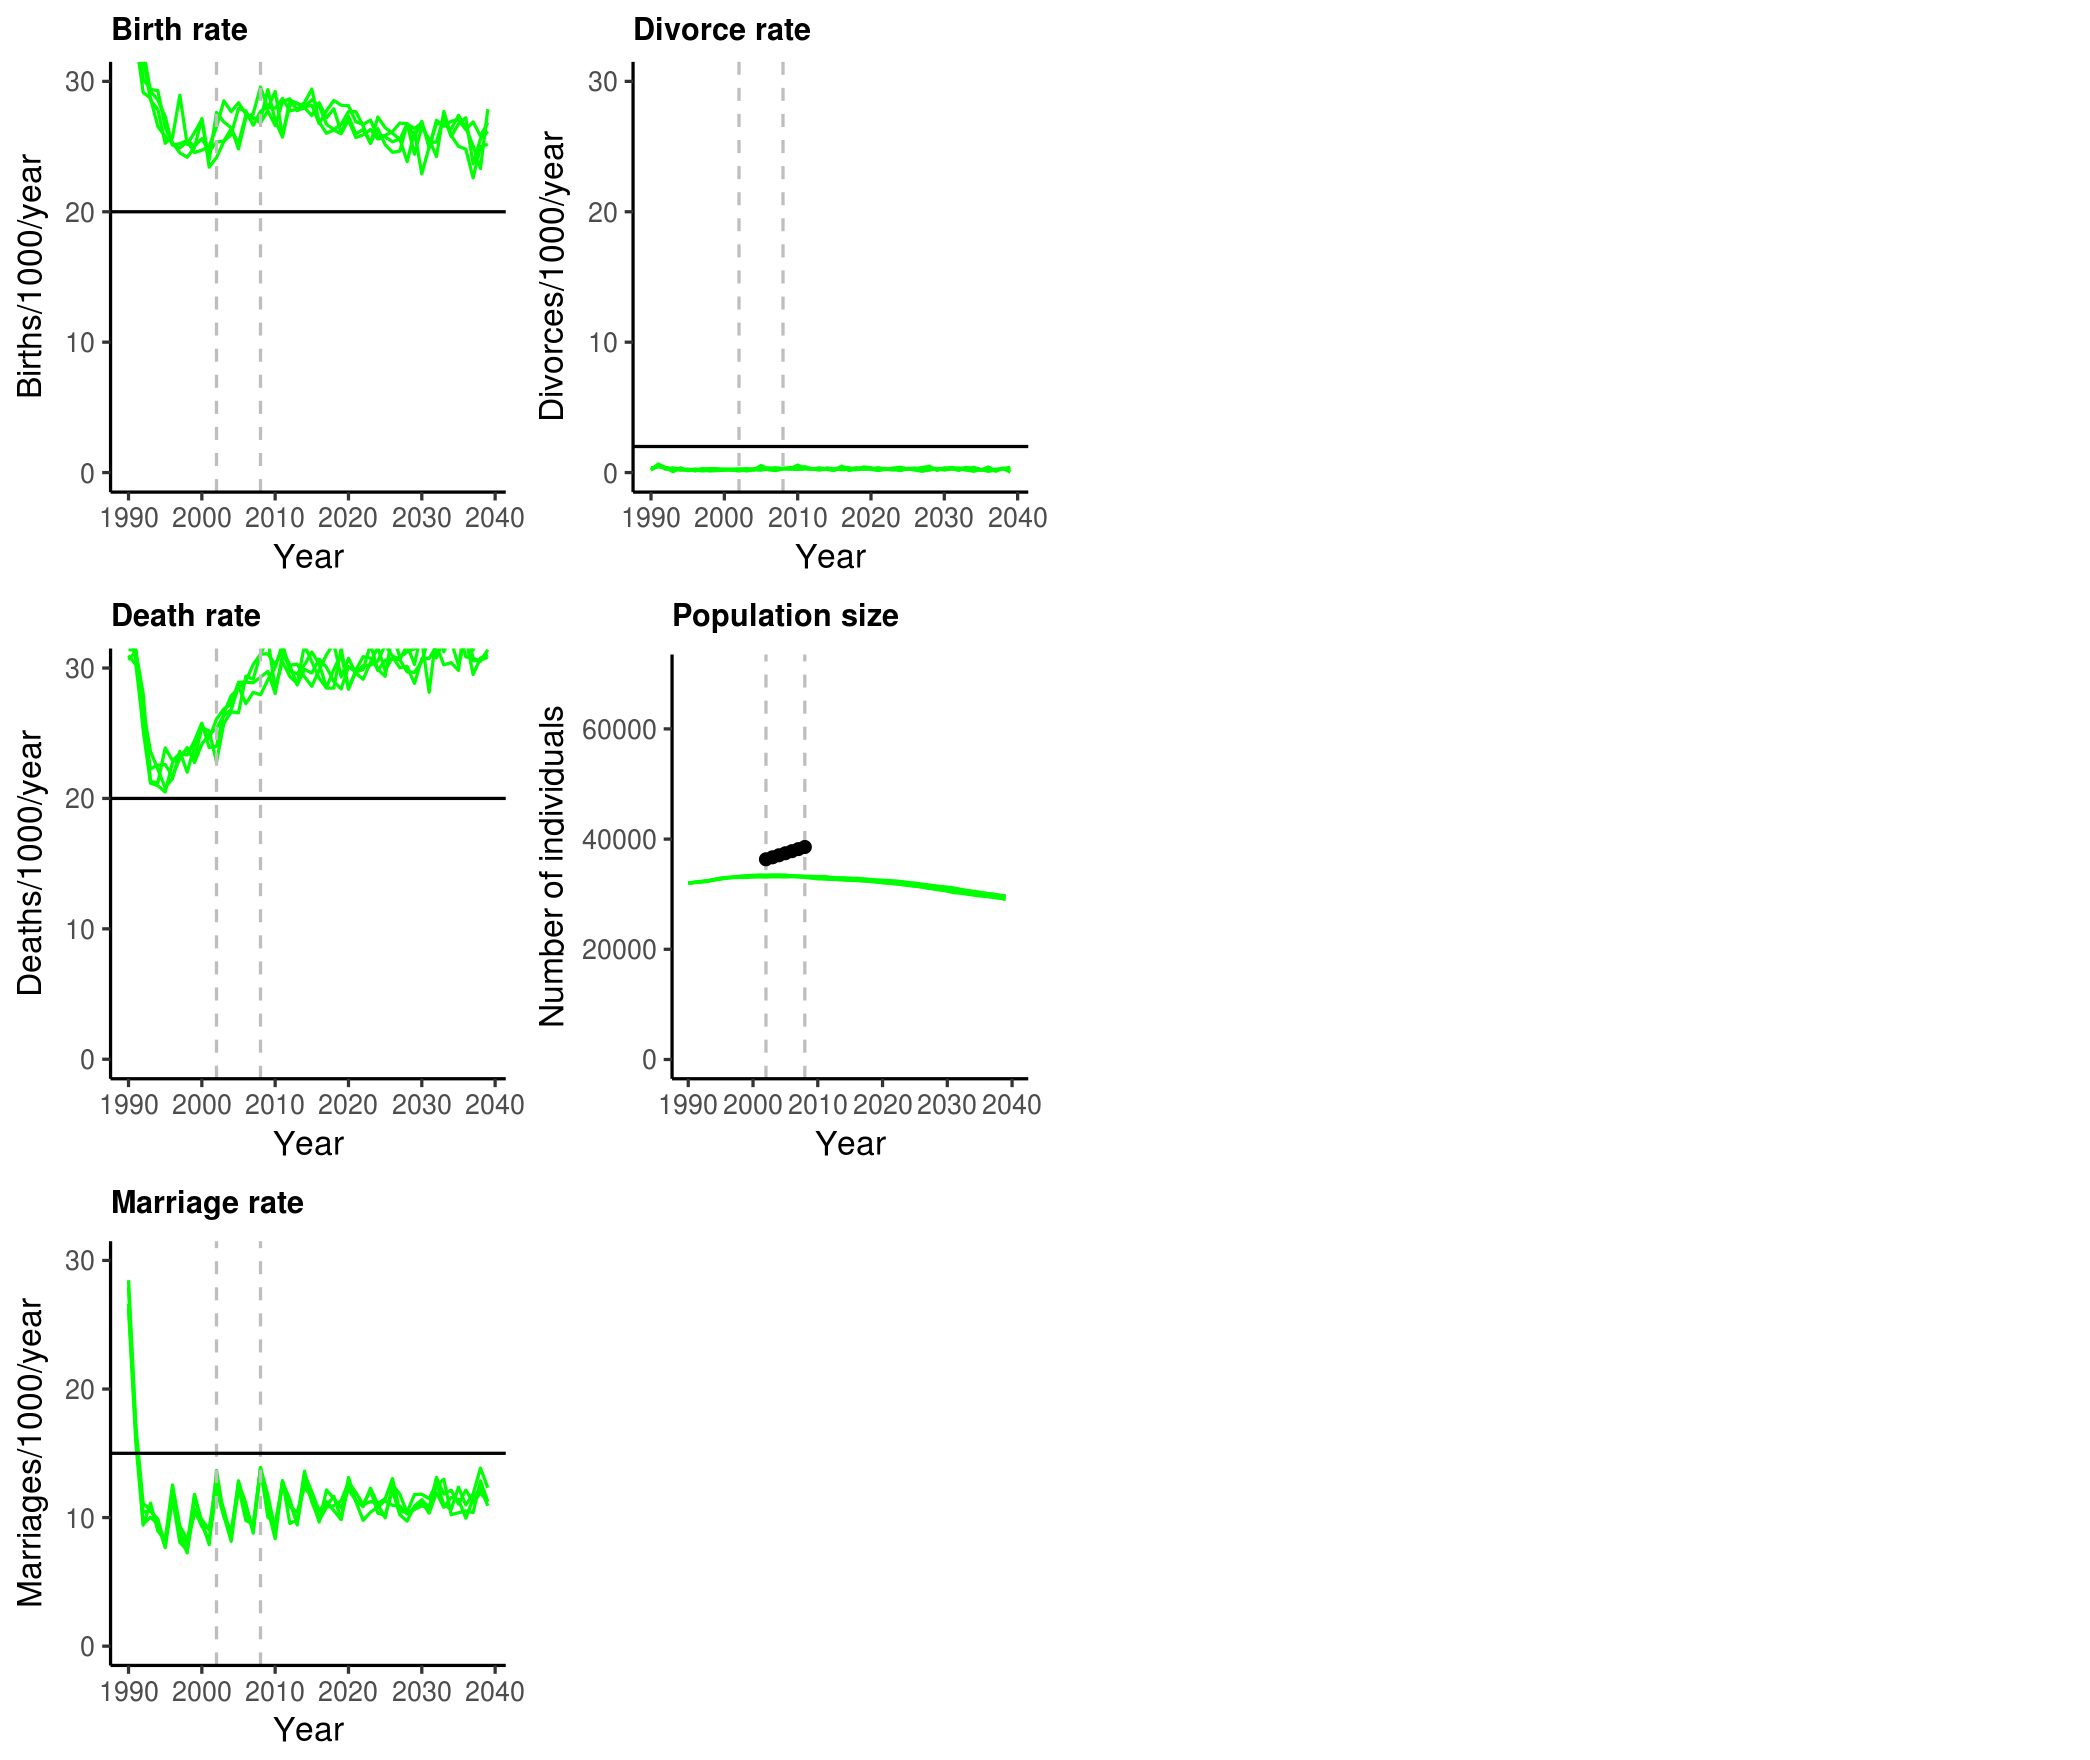 Birth rate
Births/1000/year
30
20
10
0
1990 2000 2010 2020 2030 2040
Year
Divorce rate
Divorces/1000/year
30
20
10
0
1990 2000 2010 2020 2030 2040
Year
Death rate
Deaths/1000/year
30
20
10
0
1990 2000 2010 2020 2030 2040
Year
Population size
Number of individuals
60000
40000
20000
0
1990 2000 2010 2020 2030 2040
Year
Marriage rate
Marriages/1000/year
30
20
10
0
1990 2000 2010 2020 2030 2040
Year